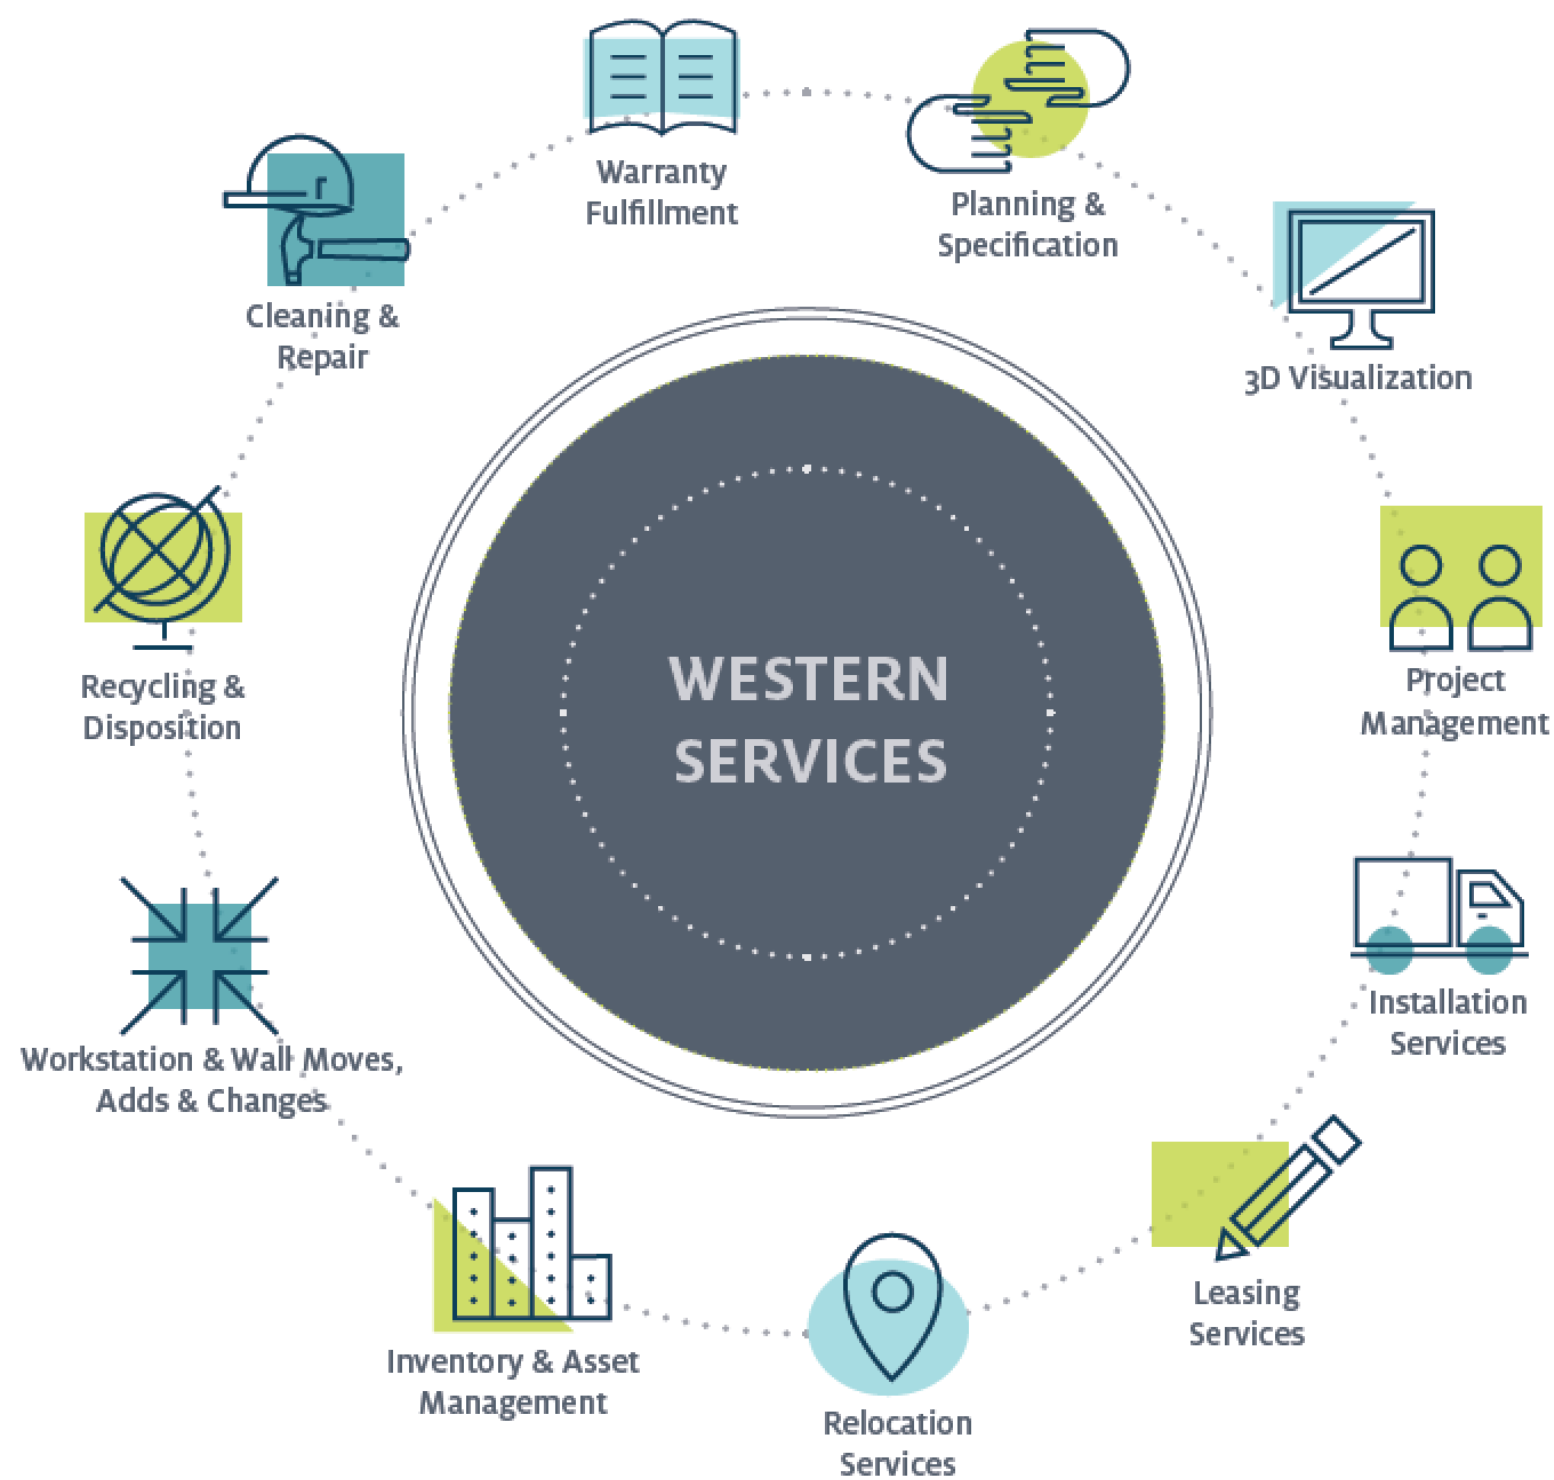 Warranty
Fulfillment
Planning &
Specification
3D Visualization
Project
Management
Installation
Services
Leasing
Services
Relocation
Services
Inventory & Asset
Management
Workstation & Wall Moves,
Adds & Changes
Recycling &
Disposition
Cleaning &
Repair
WESTERN
SERVICES